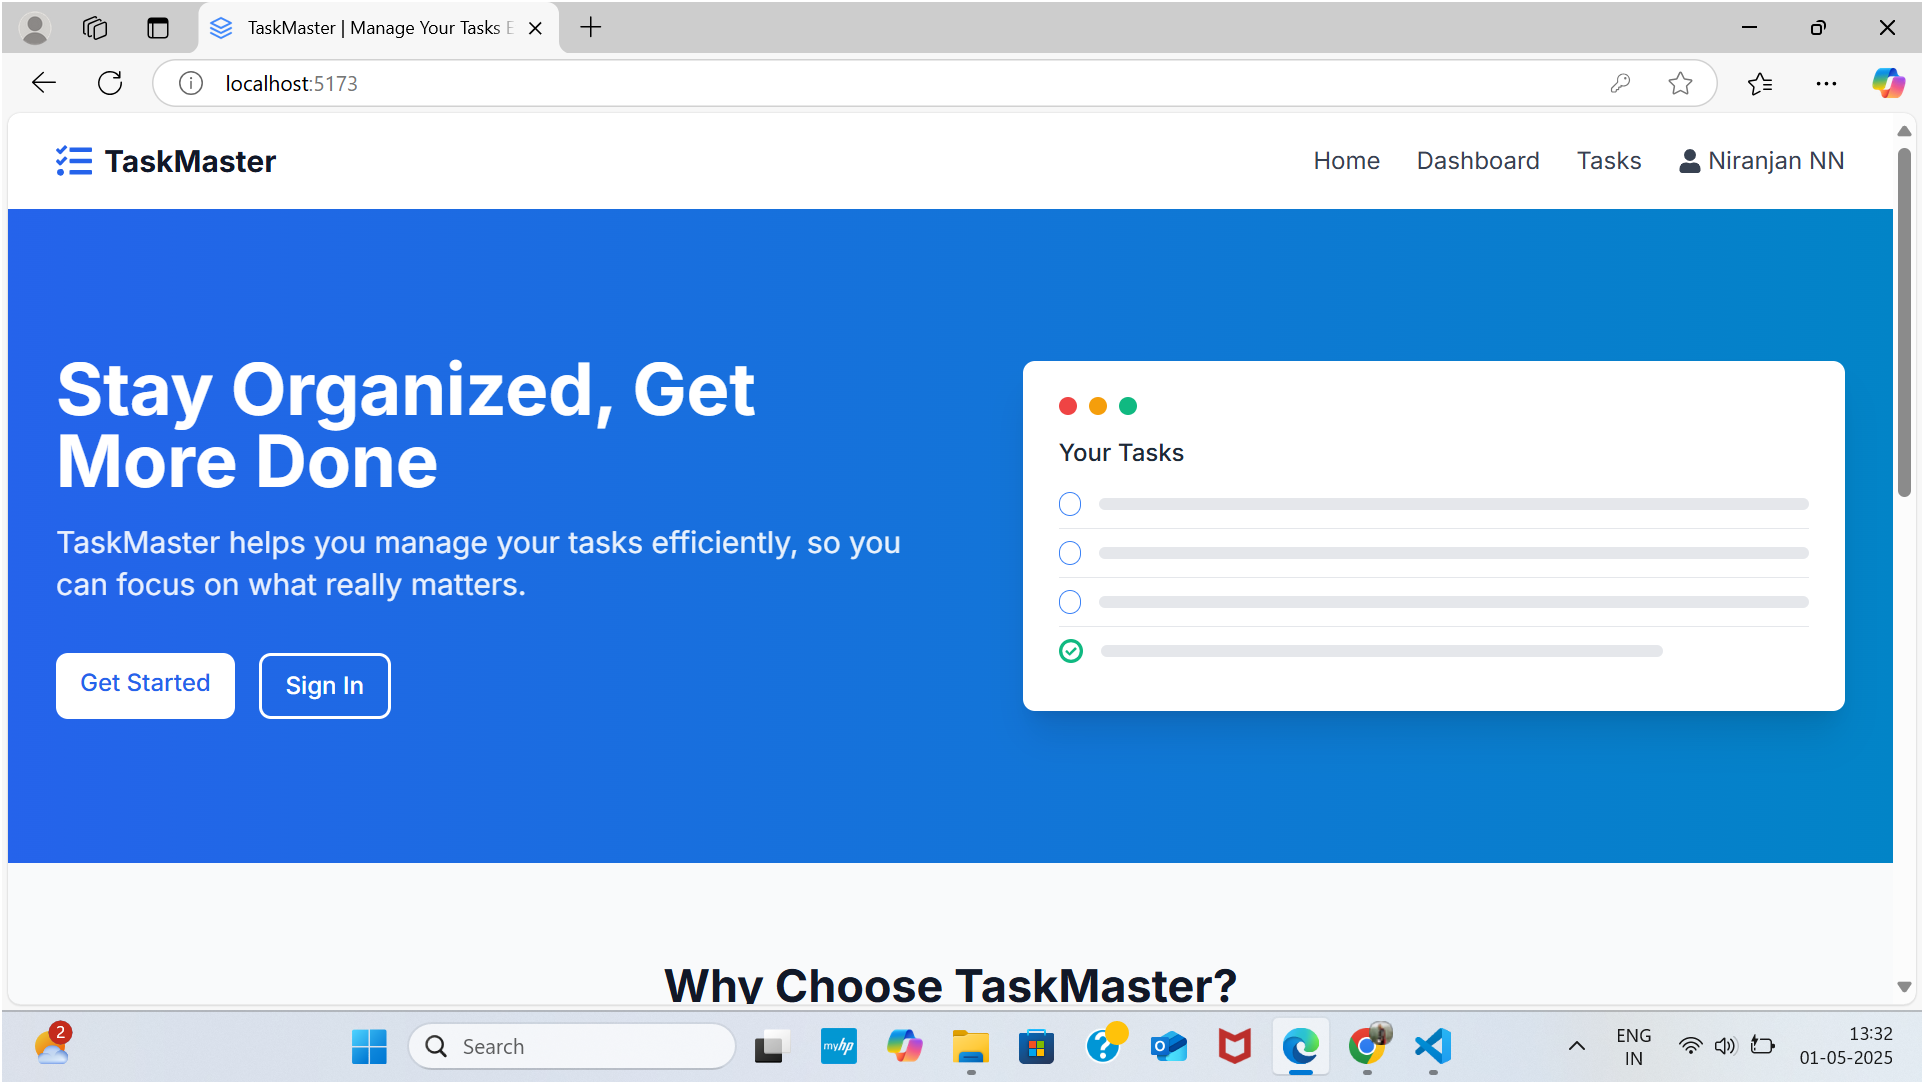 TaskMaster | Manage Your Tasks E
localhost:5173
TaskMaster
Home Dashboard Tasks Niranjan NN
Stay Organized, Get
More Done
TaskMaster helps you manage your tasks efficiently, so you
can focus on what really matters.
Get Started Sign In
Your Tasks
Why Choose TaskMaster?
2
Search
myhp
ENG
IN
13:32
01-05-2025